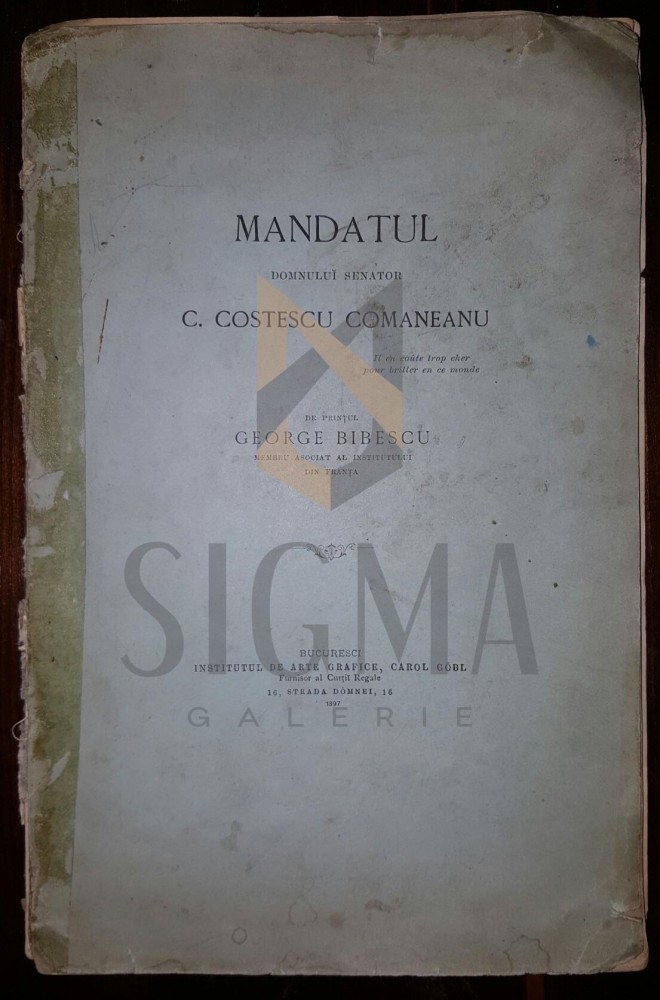 MANDATUL
DOMNULUĬ SENATOR
C. COSTESCU COMANEANU
Il en coûte trop cher
pour briller en ce monde
DE PRINȚUL
GEORGE BIBESCU
MEMBRU ASOCIAT AL INSTITUTULUI
DIN FRANȚA
SIGMA
BUCURESCI
INSTITUTUL DE ARTE GRAFICE, CAROL GÖBL
Furnisor al Curții Regale
16, STRADA DÓMNEI, 16
1897
GALERIE